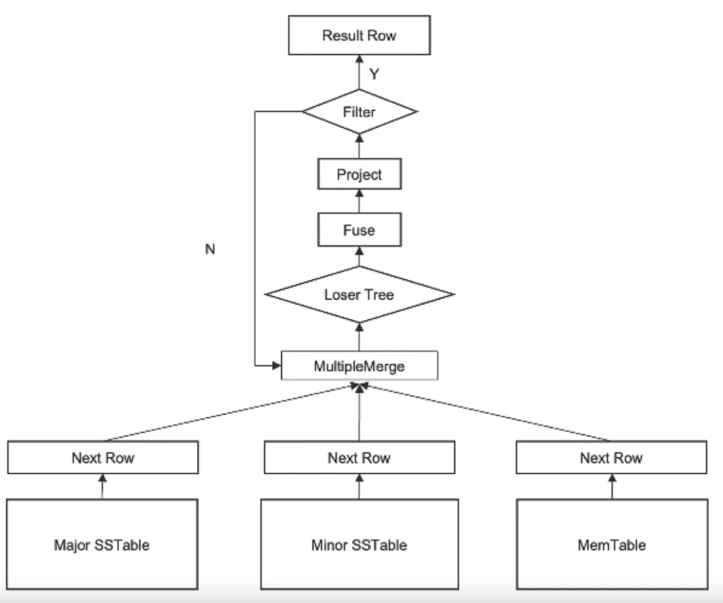 Result Row
Y
Filter
Project
N
Fuse
Loser Tree
MultipleMerge
Next Row
Next Row
Next Row
Major SSTable
Minor SSTable
MemTable